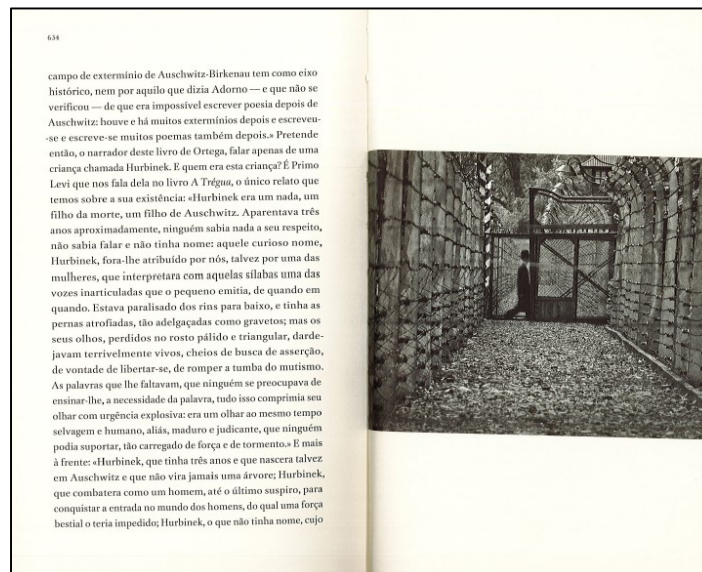 634
campo de extermínio de Auschwitz-Birkenau tem como eixo
histórico, nem por aquilo que dizia Adorno — e que não se
verificou — de que era impossível escrever poesia depois de
Auschwitz: houve e há muitos extermínios depois e escreveu-
-se e escreve-se muitos poemas também depois.» Pretende
então, o narrador deste livro de Ortega, falar apenas de uma
criança chamada Hurbinek. E quem era esta criança? É Primo
Levi que nos fala dela no livro A Trégua, o único relato que
temos sobre a sua existência: «Hurbinek era um nada, um
filho da morte, um filho de Auschwitz. Aparentava três
anos aproximadamente, ninguém sabia nada a seu respeito,
não sabia falar e não tinha nome: aquele curioso nome,
Hurbinek, fora-lhe atribuído por nós, talvez por uma das
mulheres, que interpretara com aquelas sílabas uma das
vozes inarticuladas que o pequeno emitia, de quando em
quando. Estava paralisado dos rins para baixo, e tinha as
pernas atrofiadas, tão adelgaçadas como gravetos; mas os
seus olhos, perdidos no rosto pálido e triangular, darde-
javam terrivelmente vivos, cheios de busca de asserção,
de vontade de libertar-se, de romper a tumba do mutismo.
As palavras que lhe faltavam, que ninguém se preocupava de
ensinar-lhe, a necessidade da palavra, tudo isso comprimia seu
olhar com urgência explosiva: era um olhar ao mesmo tempo
selvagem e humano, aliás, maduro e judicante, que ninguém
podia suportar, tão carregado de força e de tormento.» E mais
à frente: «Hurbinek, que tinha três anos e que nascera talvez
em Auschwitz e que não vira jamais uma árvore; Hurbinek,
que combatera como um homem, até o último suspiro, para
conquistar a entrada no mundo dos homens, do qual uma força
bestial o teria impedido; Hurbinek, o que não tinha nome, cujo